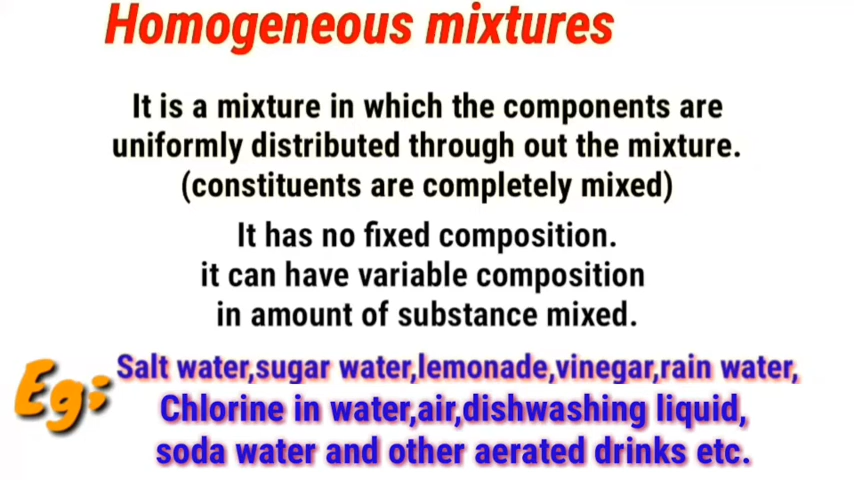 Homogeneous mixtures
It is a mixture in which the components are
uniformly distributed through out the mixture.
(constituents are completely mixed)
It has no fixed composition.
it can have variable composition
in amount of substance mixed.
Eg: Salt water,sugar water,lemonade,vinegar,rain water,
Chlorine in water,air,dishwashing liquid,
soda water and other aerated drinks etc.